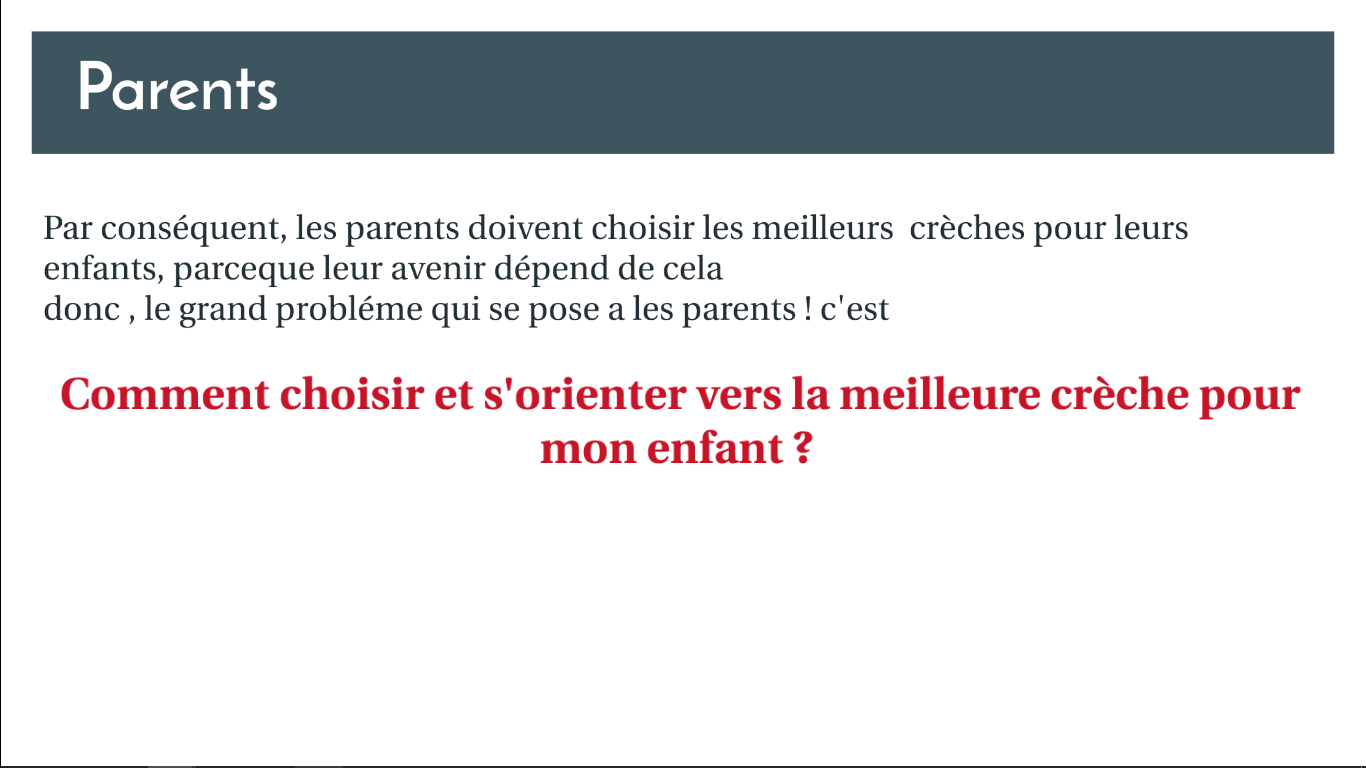 Parents
Par conséquent, les parents doivent choisir les meilleurs  crèches pour leurs
enfants, parceque leur avenir dépend de cela
donc , le grand probléme qui se pose a les parents ! c'est
Comment choisir et s'orienter vers la meilleure crèche pour
mon enfant ?